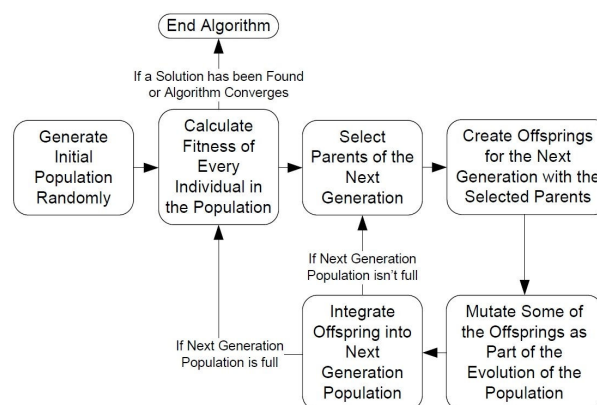 End Algorithm
If a Solution has been Found
or Algorithm Converges
Generate
Initial
Population
Randomly
Calculate
Fitness of
Every
Individual in
the Population
Select
Parents of
the Next
Generation
Create Offsprings
for the Next
Generation with the
Selected Parents
If Next Generation
Population isn't full
If Next Generation
Population is full
Integrate
Offspring into
Next
Generation
Population
Mutate Some of
the Offsprings as
Part of the
Evolution of the
Population